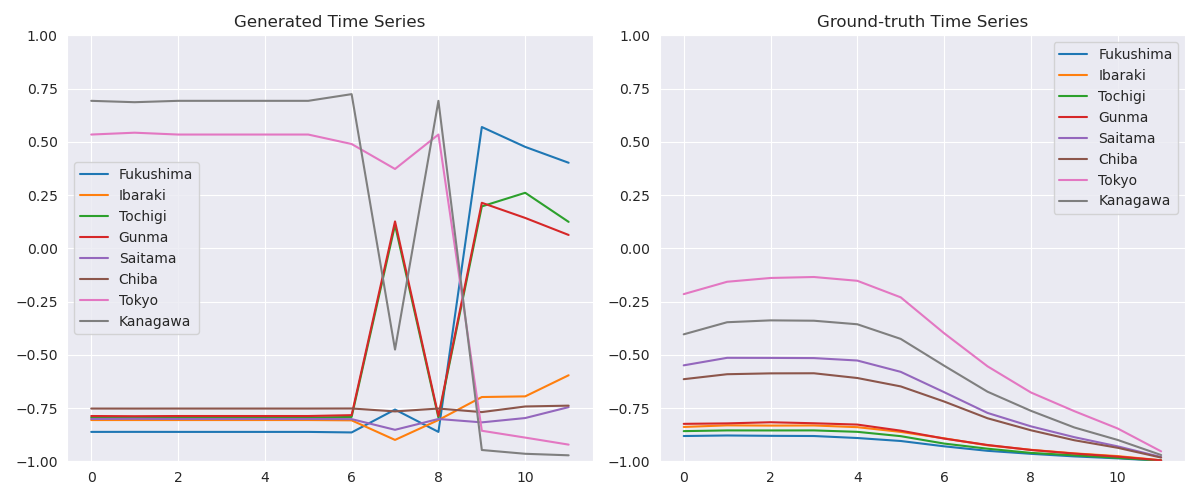 Generated Time Series
1.00
0.75
0.50
0.25
0.00
−0.25
−0.50
−0.75
−1.00
0 2 4 6 8 10
Fukushima
Ibaraki
Tochigi
Gunma
Saitama
Chiba
Tokyo
Kanagawa
Ground-truth Time Series
1.00
0.75
0.50
0.25
0.00
−0.25
−0.50
−0.75
−1.00
0 2 4 6 8 10
Fukushima
Ibaraki
Tochigi
Gunma
Saitama
Chiba
Tokyo
Kanagawa